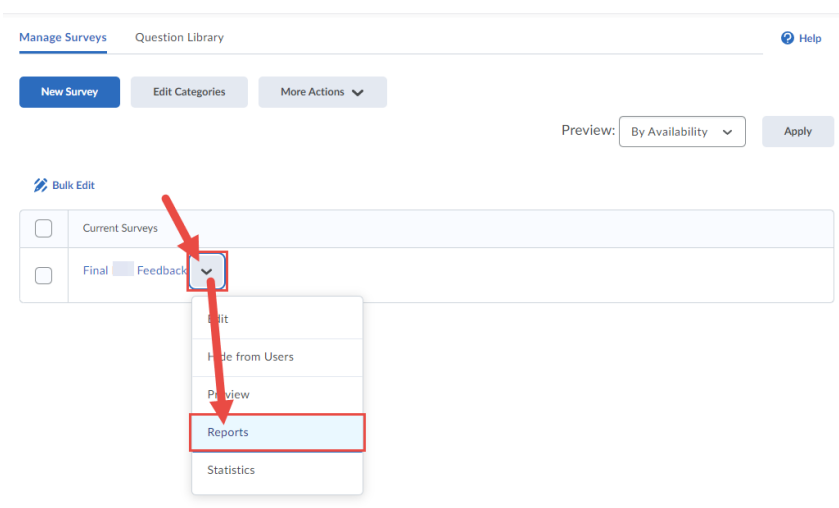 Manage Surveys Question Library Help
New Survey Edit Categories More Actions
Preview: By Availability Apply
Bulk Edit
Current Surveys
Final Feedback
Edit
Hide from Users
Preview
Reports
Statistics